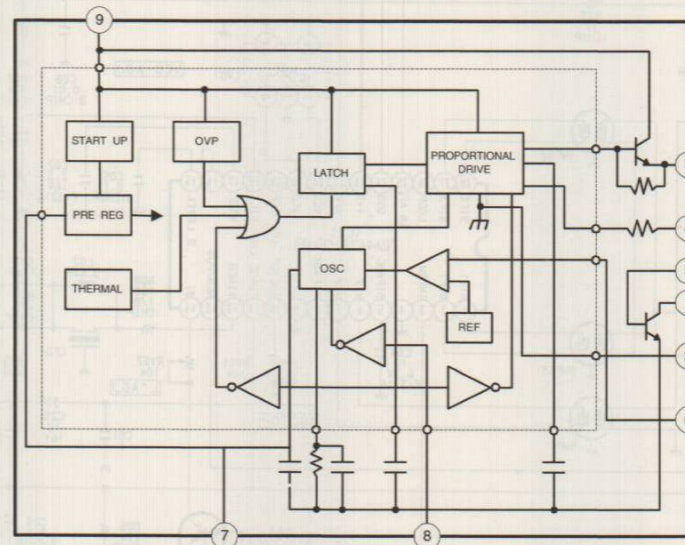 9
START UP
OVP
LATCH
PROPORTIONAL
DRIVE
PRE REG
THERMAL
OSC
REF
7
8